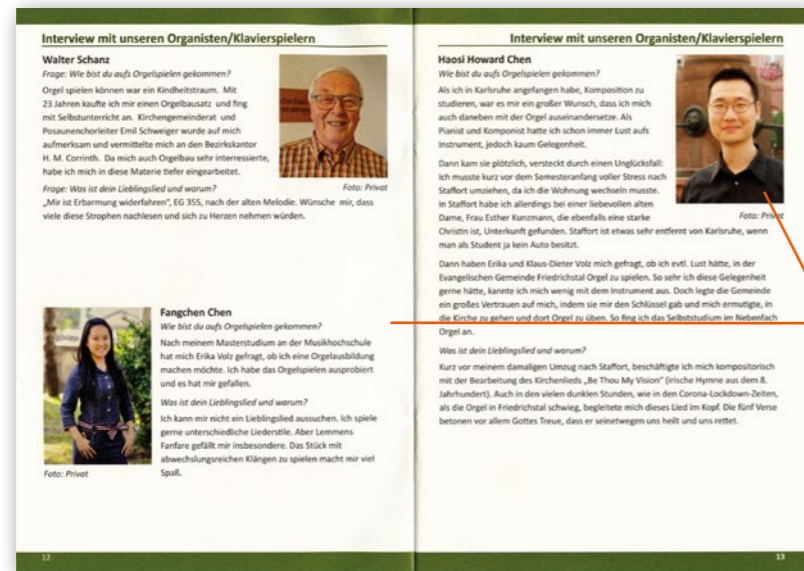 Interview mit unseren Organisten/Klavierspielern
Walter Schanz
Frage: Wie bist du aufs Orgelspielen gekommen?
Orgel spielen können war ein Kindheitstraum. Mit
23 Jahren kaufte ich mir einen Orgelbausatz und fing
mit Selbstunterricht an. Kirchengemeinderat und
Posaunenchorleiter Emil Schweiger wurde auf mich
aufmerksam und vermittelte mich an den Bezirkskantor
H. M. Corrinth. Da mich auch Orgelbau sehr interressierte,
habe ich mich in diese Materie tiefer eingearbeitet.
Foto: Privat
Frage: Was ist dein Lieblingslied und warum?
„Mir ist Erbarmung widerfahren", EG 355, nach der alten Melodie. Wünsche mir, dass
viele diese Strophen nachlesen und sich zu Herzen nehmen würden.
Fangchen Chen
Wie bist du aufs Orgelspielen gekommen?
Nach meinem Masterstudium an der Musikhochschule
hat mich Erika Volz gefragt, ob ich eine Orgelausbildung
machen möchte. Ich habe das Orgelspielen ausprobiert
und es hat mir gefallen.
Was ist dein Lieblingslied und warum?
Ich kann mir nicht ein Lieblingslied aussuchen. Ich spiele
gerne unterschiedliche Liederstile. Aber Lemmens
Fanfare gefällt mir insbesondere. Das Stück mit
abwechslungsreichen Klängen zu spielen macht mir viel
Spaß.
Foto: Privat
12
Interview mit unseren Organisten/Klavierspielern
Haosi Howard Chen
Wie bist du aufs Orgelspielen gekommen?
Als ich in Karlsruhe angefangen habe, Komposition zu
studieren, war es mir ein großer Wunsch, dass ich mich
auch daneben mit der Orgel auseinandersetze. Als
Pianist und Komponist hatte ich schon immer Lust aufs
Instrument, jedoch kaum Gelegenheit.
Dann kam sie plötzlich, versteckt durch einen Unglücksfall:
Ich musste kurz vor dem Semesteranfang voller Stress nach
Staffort umziehen, da ich die Wohnung wechseln musste.
In Staffort habe ich allerdings bei einer liebevollen alten
Dame, Frau Esther Kunzmann, die ebenfalls eine starke
Foto: Privat
Christin ist, Unterkunft gefunden. Staffort ist etwas sehr entfernt von Karlsruhe, wenn
man als Student ja kein Auto besitzt.
Dann haben Erika und Klaus-Dieter Volz mich gefragt, ob ich evtl. Lust hätte, in der
Evangelischen Gemeinde Friedrichstal Orgel zu spielen. So sehr ich diese Gelegenheit
gerne hätte, kannte ich mich wenig mit dem Instrument aus. Doch legte die Gemeinde
ein großes Vertrauen auf mich, indem sie mir den Schlüssel gab und mich ermutigte, in
die Kirche zu gehen und dort Orgel zu üben. So fing ich das Selbststudium im Nebenfach
Orgel an.
Was ist dein Lieblingslied und warum?
Kurz vor meinem damaligen Umzug nach Staffort, beschäftigte ich mich kompositorisch
mit der Bearbeitung des Kirchenlieds „Be Thou My Vision" (irische Hymne aus dem 8.
Jahrhundert). Auch in den vielen dunklen Stunden, wie in den Corona-Lockdown-Zeiten,
als die Orgel in Friedrichstal schwieg, begleitete mich dieses Lied im Kopf. Die fünf Verse
betonen vor allem Gottes Treue, dass er seinetwegen uns heilt und uns rettet.
13